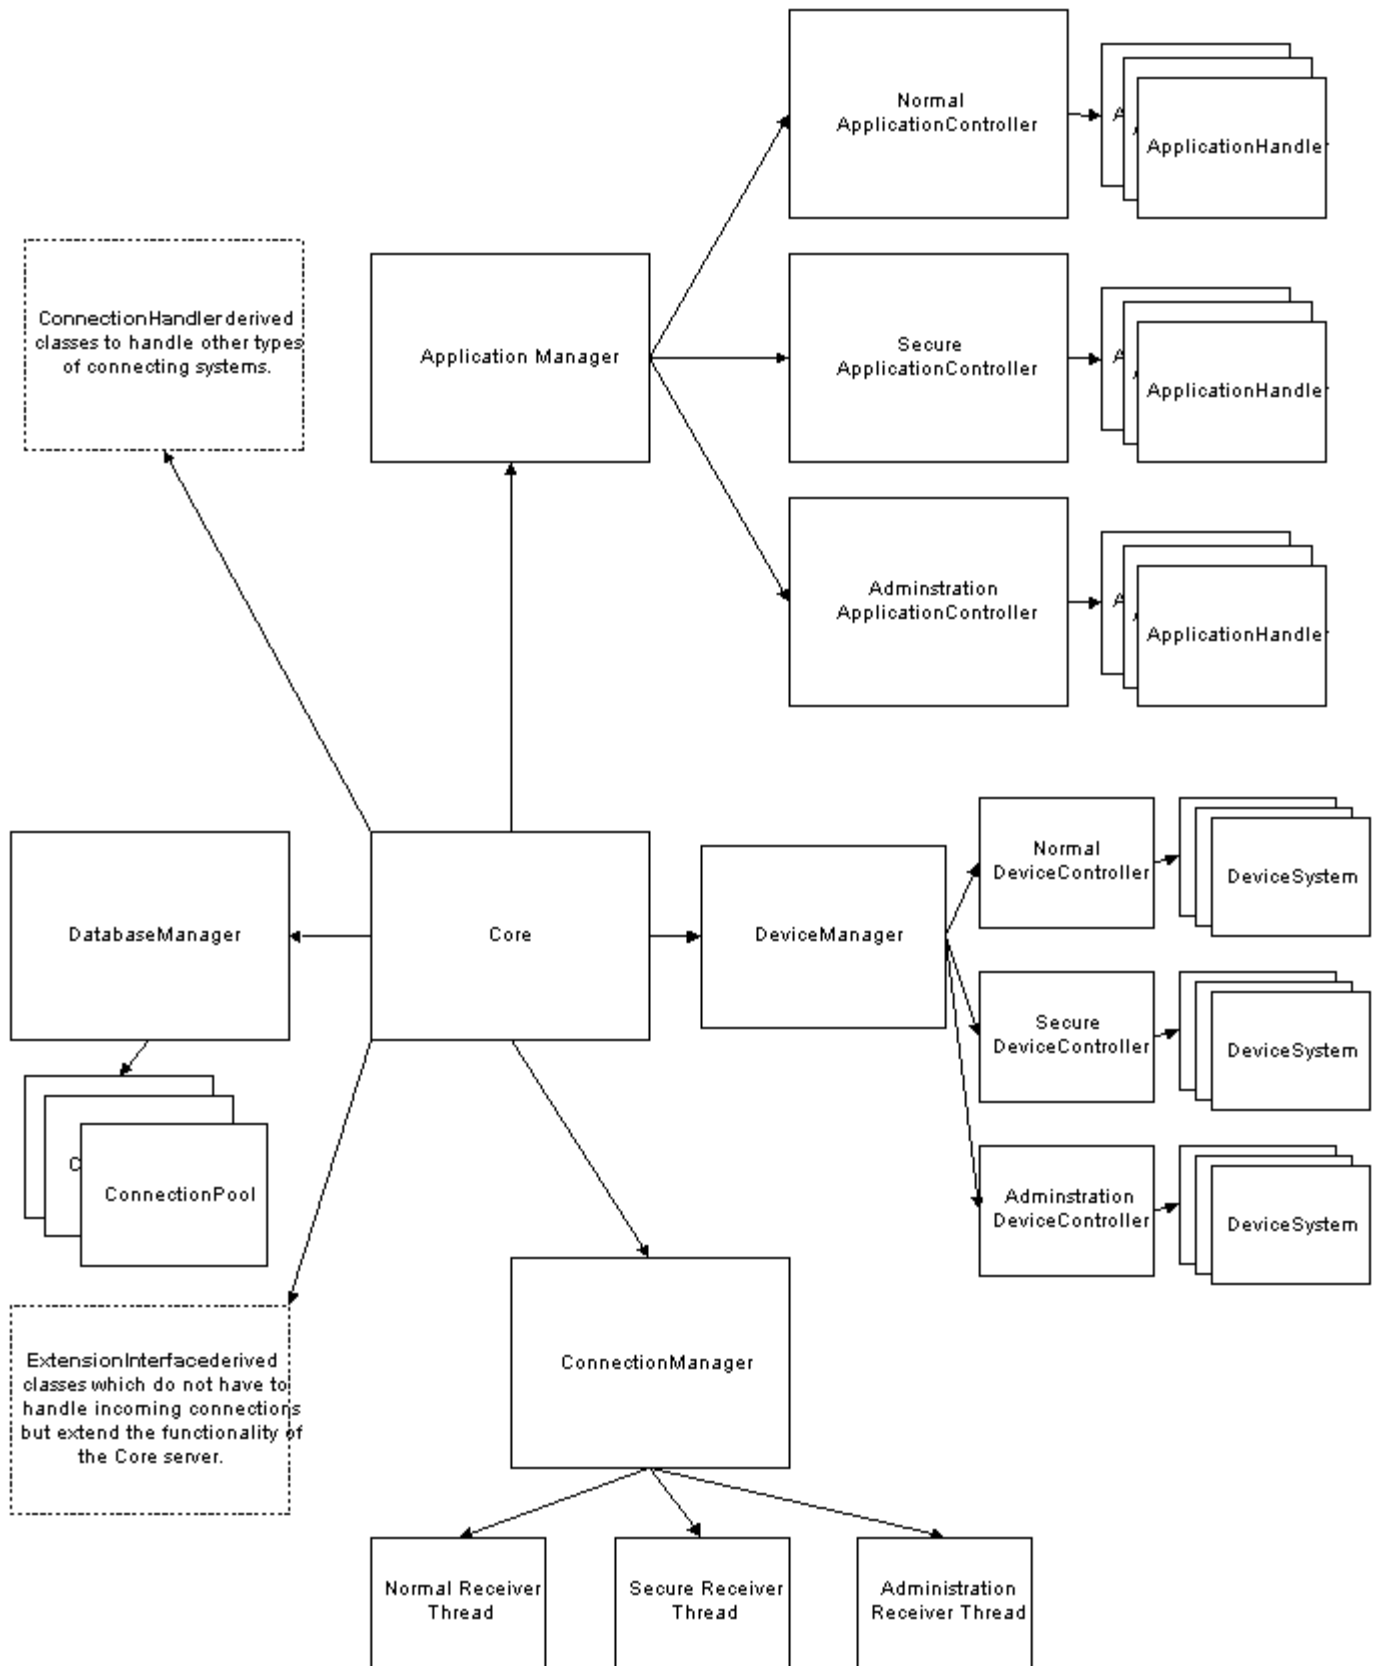 Normal
ApplicationController
A
ApplicationHandler
ConnectionHandler derived
classes to handle other types
of connecting systems.
Application Manager
Secure
ApplicationController
A
ApplicationHandler
Adminstration
ApplicationController
A
ApplicationHandler
DatabaseManager
Core
DeviceManager
Normal
DeviceController
DeviceSystem
Secure
DeviceController
DeviceSystem
Adminstration
DeviceController
DeviceSystem
C
ConnectionPool
ExtensionInterfacederived
classes which do not have to
handle incoming connections
but extend the functionality of
the Core server.
ConnectionManager
Normal Receiver
Thread
Secure Receiver
Thread
Administration
Receiver Thread